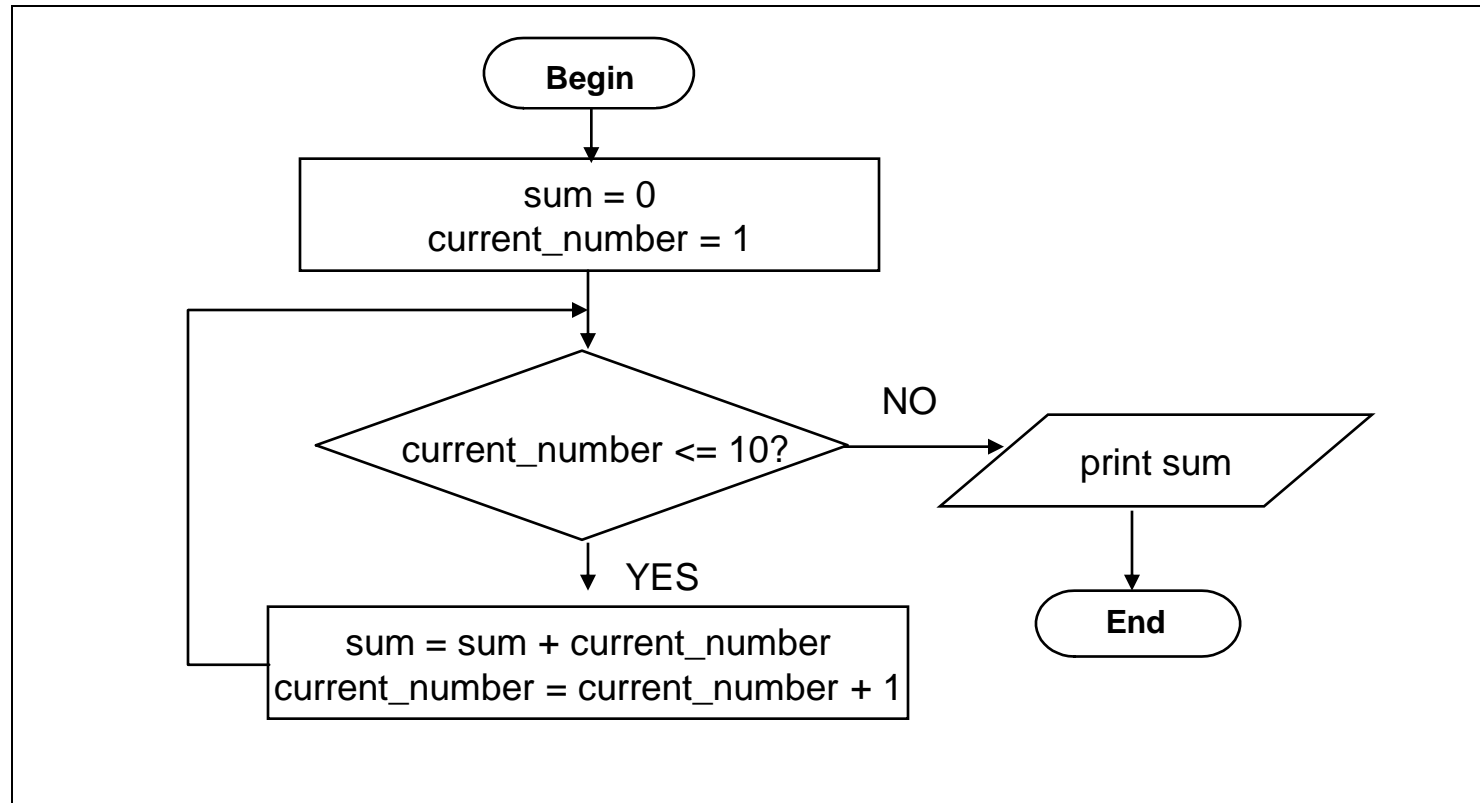 Begin
sum = 0
current_number = 1
current_number <= 10?
NO
print sum
YES
sum = sum + current_number
current_number = current_number + 1
End